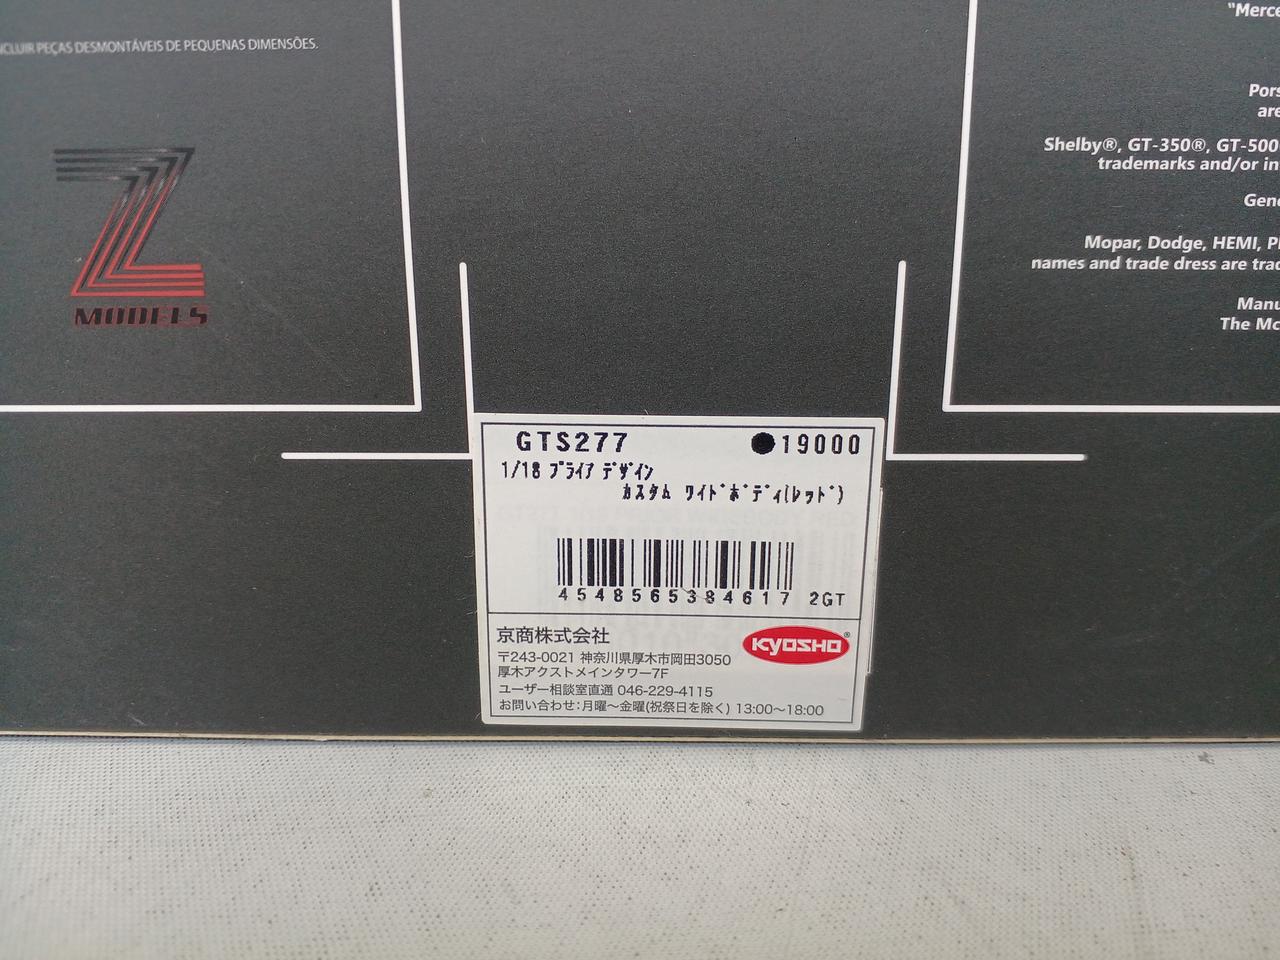 NCLUIR PEÇAS DESMONTÁVEIS DE PEQUENAS DIMENSÕES.
Z
MODELS
"Merce
Pors
are
Shelby®, GT-350®, GT-500
trademarks and/or in
Gene
Mopar, Dodge, HEMI, Pl
names and trade dress are trad
Manu
The Mc
GTS277 ●19000
1/18 ﾌﾟﾗｲｱ ﾃﾞｻﾞｲﾝ
ｶｽﾀﾑ ﾜｲﾄﾞﾎﾞﾃﾞｨ(ﾚｯﾄﾞ)
4548565384617 2GT
京商株式会社
KYOSHO®
〒243-0021 神奈川県厚木市岡田3050
厚木アクストメインタワー7F
ユーザー相談室直通 046-229-4115
お問い合わせ:月曜～金曜(祝祭日を除く) 13:00～18:00